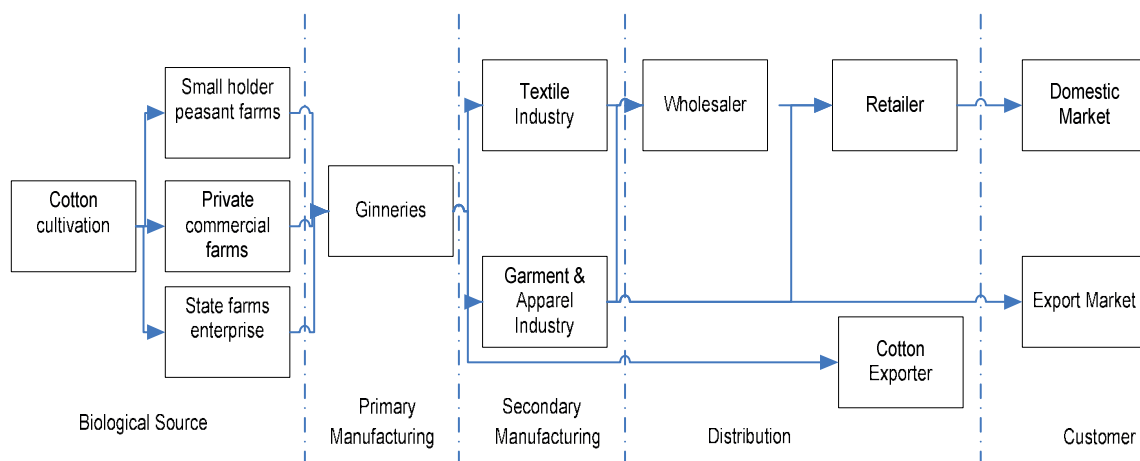 Cotton
cultivation
Small holder
peasant farms
Private
commercial
farms
State farms
enterprise
Ginneries
Textile
Industry
Garment &
Apparel
Industry
Wholesaler
Retailer
Cotton
Exporter
Domestic
Market
Export Market
Biological Source
Primary
Manufacturing
Secondary
Manufacturing
Distribution
Customer